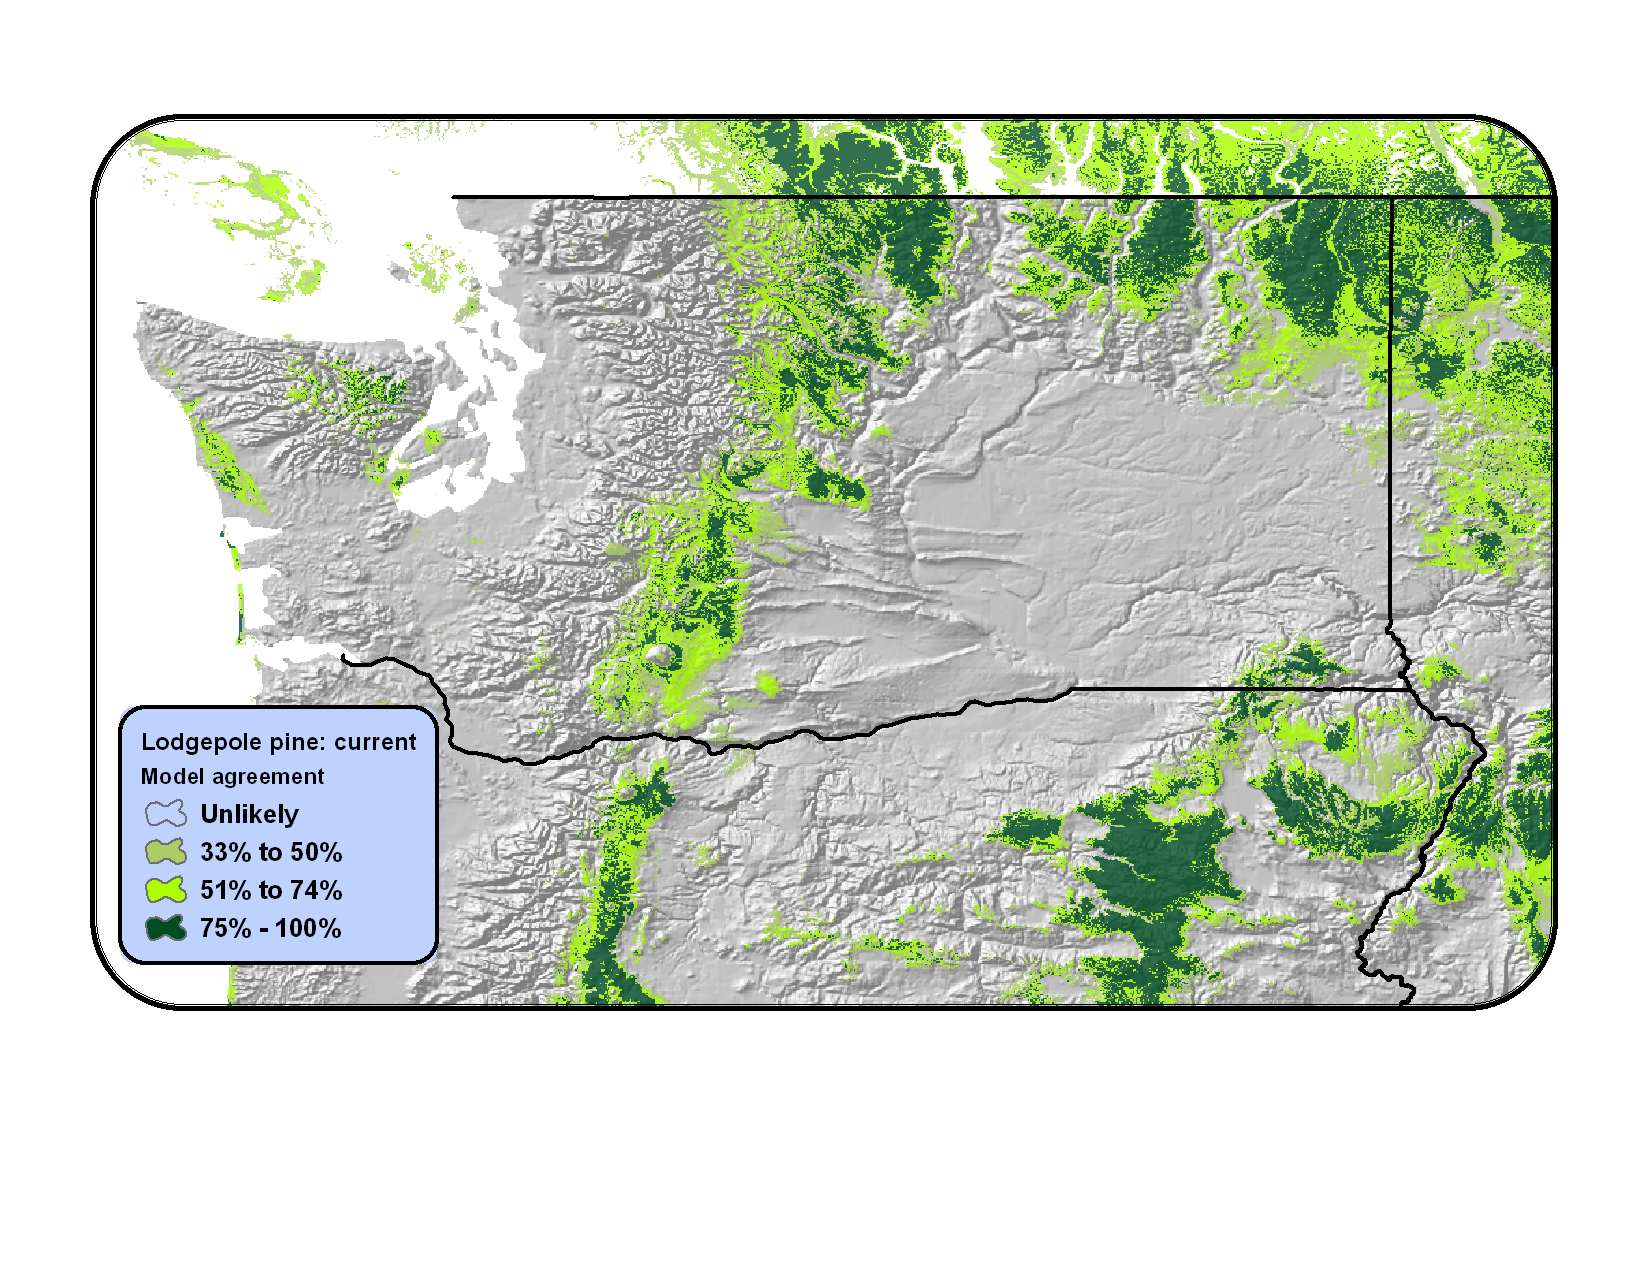 Lodgepole pine: current
Model agreement
Unlikely
33% to 50%
51% to 74%
75% - 100%